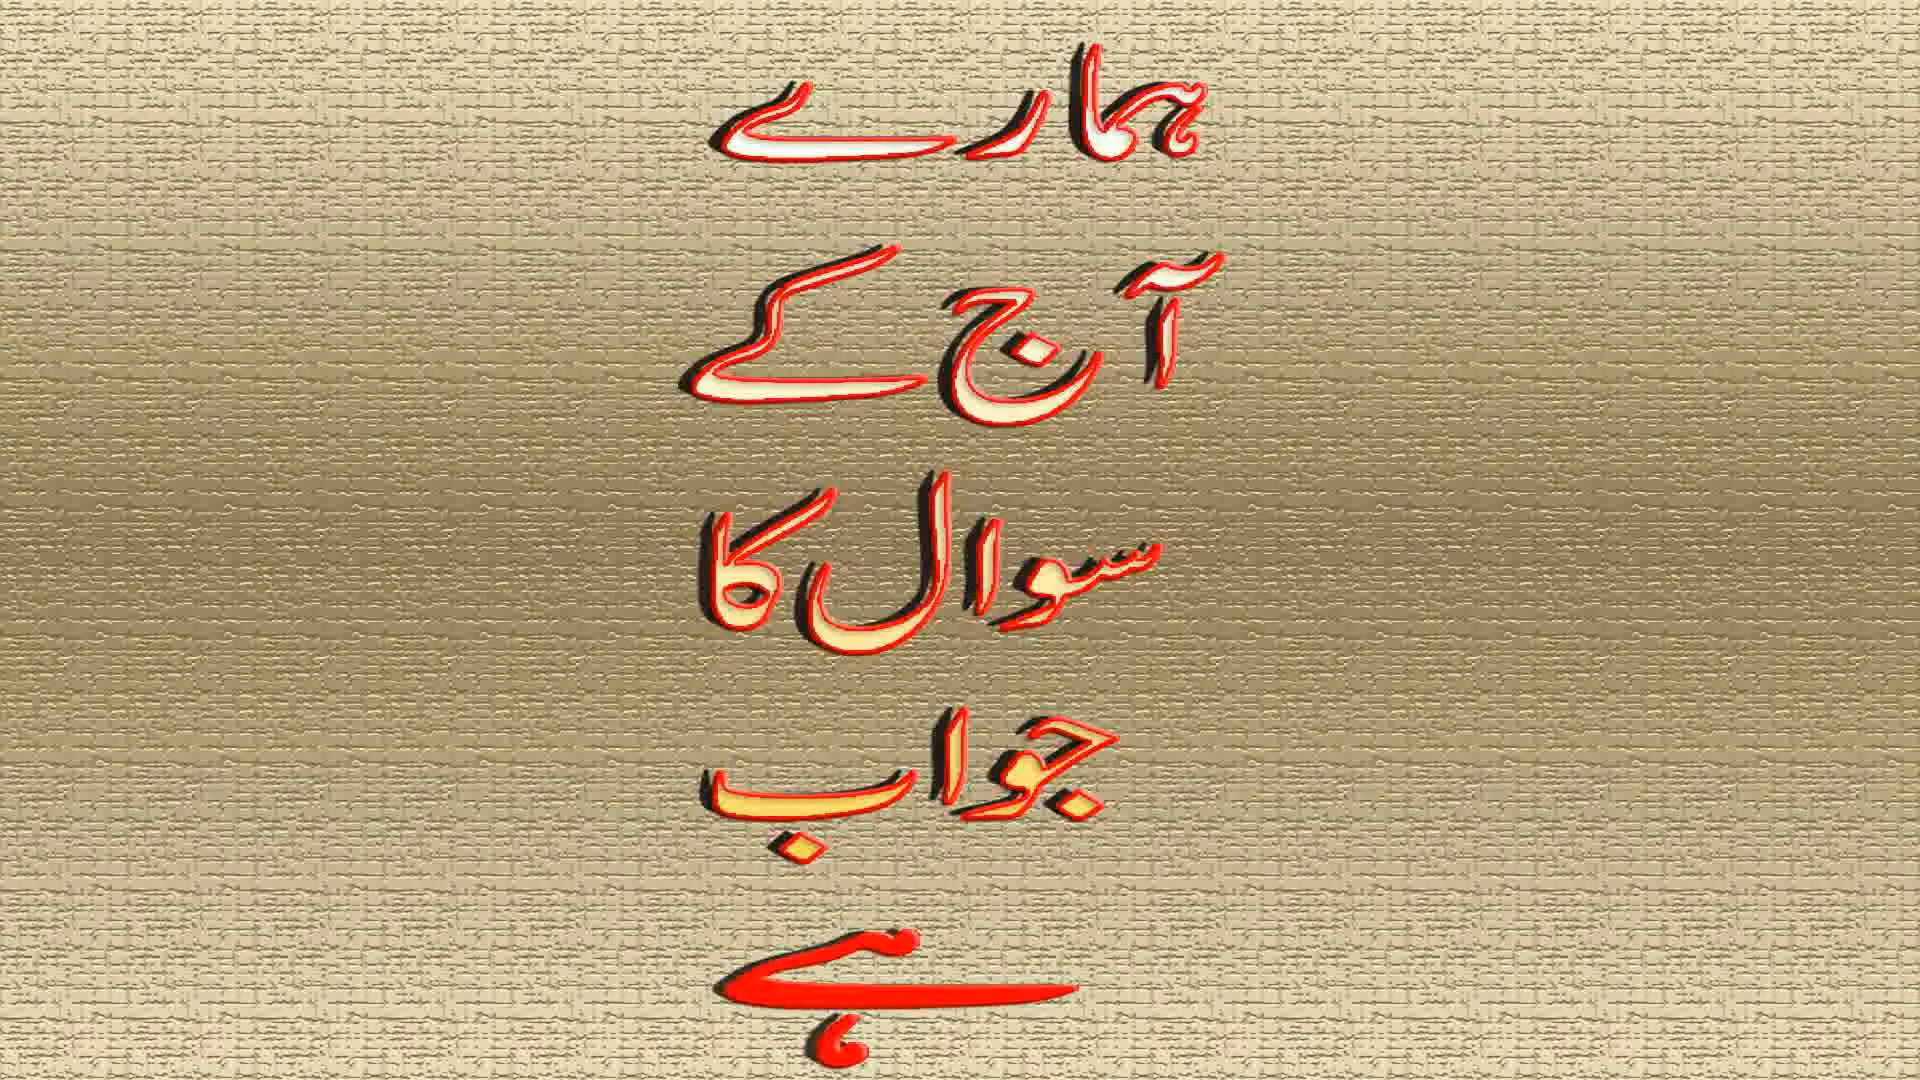 ہمارے
آج کے
سوال کا
جواب
ہے